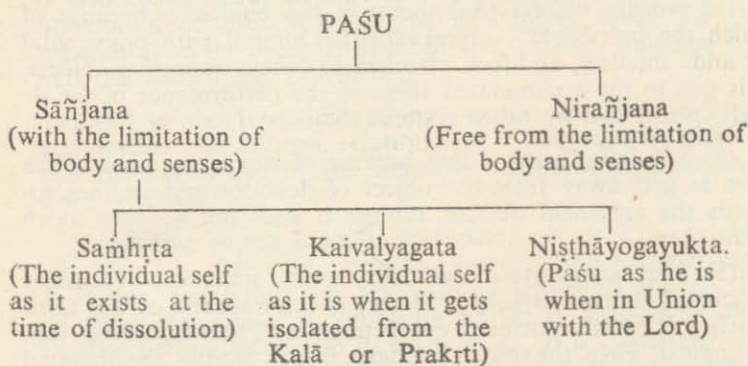 PAŚU
Sāñjana
(with the limitation of
body and senses)
Nirañjana
(Free from the limitation of
body and senses)
Saṁhṛta
(The individual self
as it exists at the
time of dissolution)
Kaivalyagata
(The individual self
as it is when it gets
isolated from the
Kalā or Prakṛti)
Niṣṭhāyogayukta.
(Paśu as he is
when in Union
with the Lord)